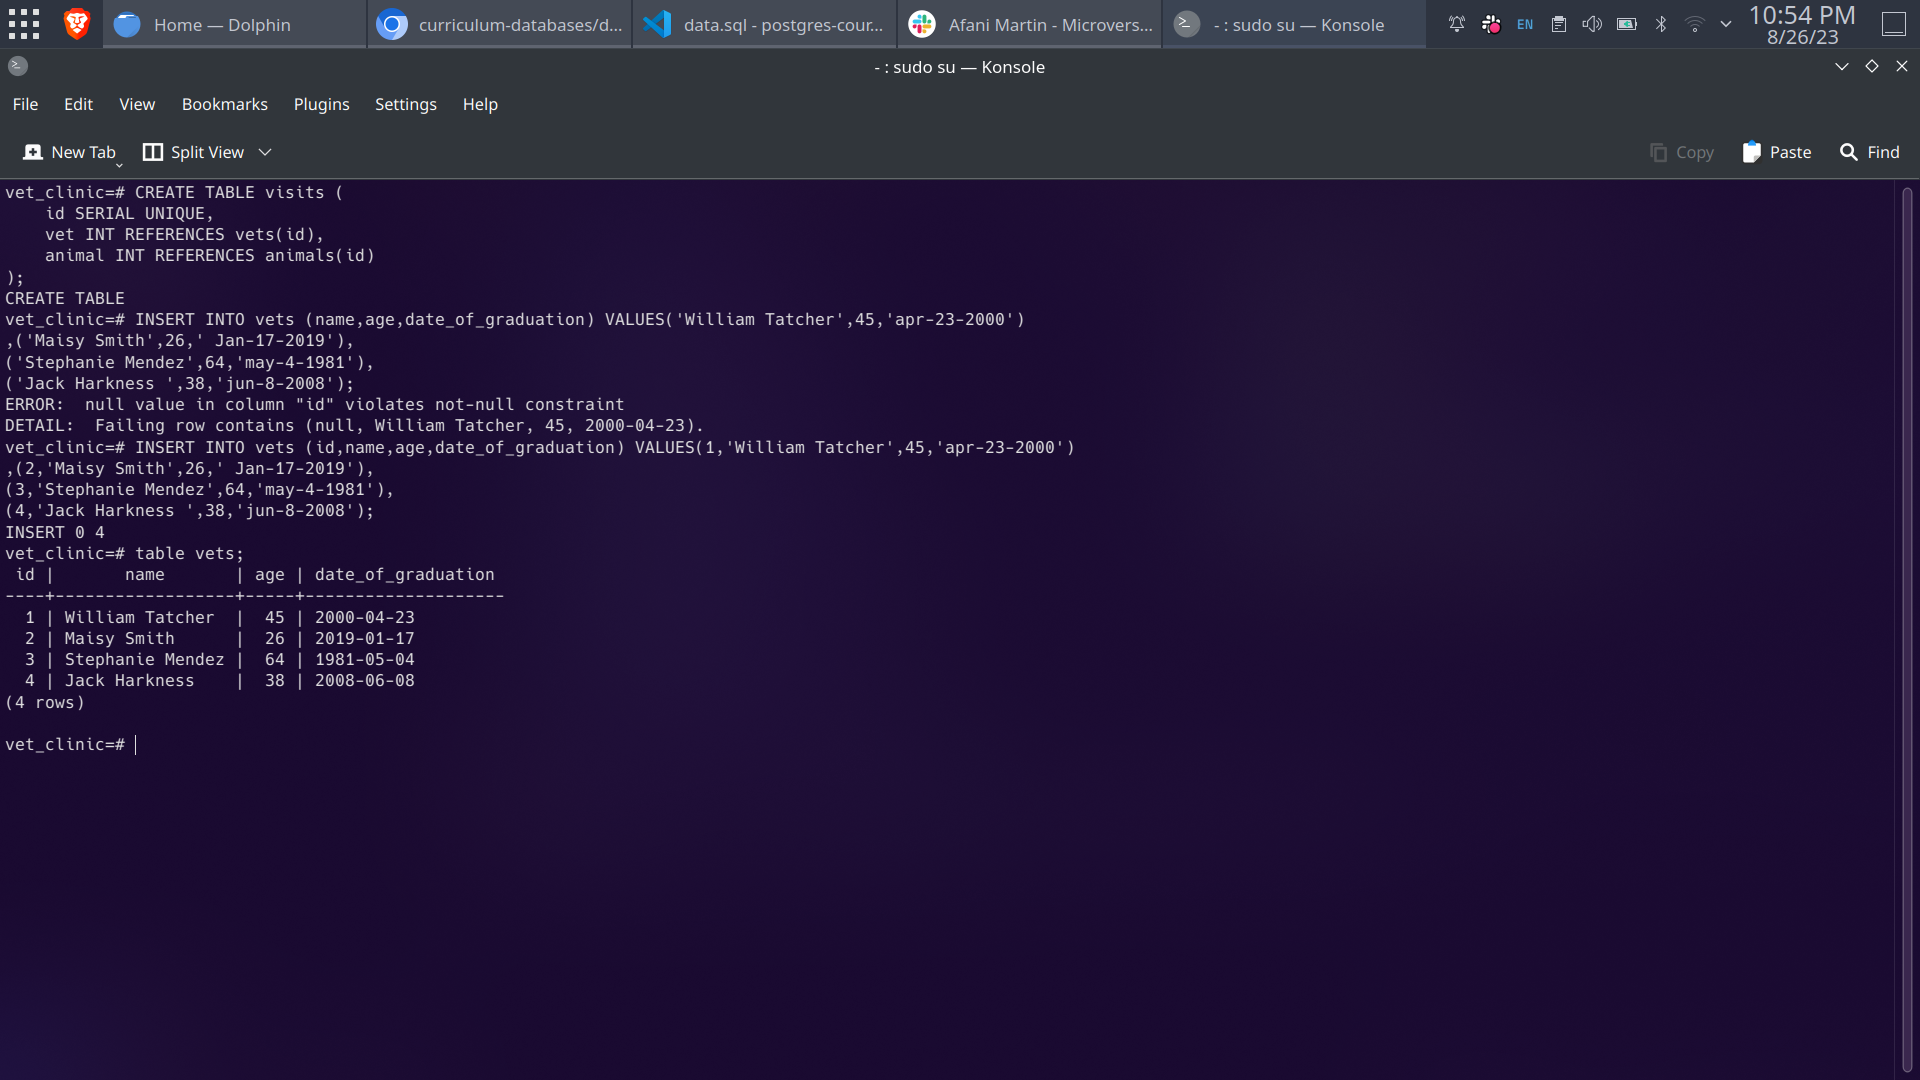 Home — Dolphin
curriculum-databases/d...
data.sql - postgres-cour...
Afani Martin - Microvers...
- : sudo su — Konsole
EN
10:54 PM
8/26/23
- : sudo su — Konsole
File Edit View Bookmarks Plugins Settings Help
New Tab Split View Copy Paste Find
vet_clinic=# CREATE TABLE visits (
    id SERIAL UNIQUE,
    vet INT REFERENCES vets(id),
    animal INT REFERENCES animals(id)
);
CREATE TABLE
vet_clinic=# INSERT INTO vets (name,age,date_of_graduation) VALUES('William Tatcher',45,'apr-23-2000')
,('Maisy Smith',26,' Jan-17-2019'),
('Stephanie Mendez',64,'may-4-1981'),
('Jack Harkness ',38,'jun-8-2008');
ERROR:  null value in column "id" violates not-null constraint
DETAIL:  Failing row contains (null, William Tatcher, 45, 2000-04-23).
vet_clinic=# INSERT INTO vets (id,name,age,date_of_graduation) VALUES(1,'William Tatcher',45,'apr-23-2000')
,(2,'Maisy Smith',26,' Jan-17-2019'),
(3,'Stephanie Mendez',64,'may-4-1981'),
(4,'Jack Harkness ',38,'jun-8-2008');
INSERT 0 4
vet_clinic=# table vets;
 id |       name       | age | date_of_graduation
----+------------------+-----+--------------------
  1 | William Tatcher  |  45 | 2000-04-23
  2 | Maisy Smith      |  26 | 2019-01-17
  3 | Stephanie Mendez |  64 | 1981-05-04
  4 | Jack Harkness    |  38 | 2008-06-08
(4 rows)
vet_clinic=#